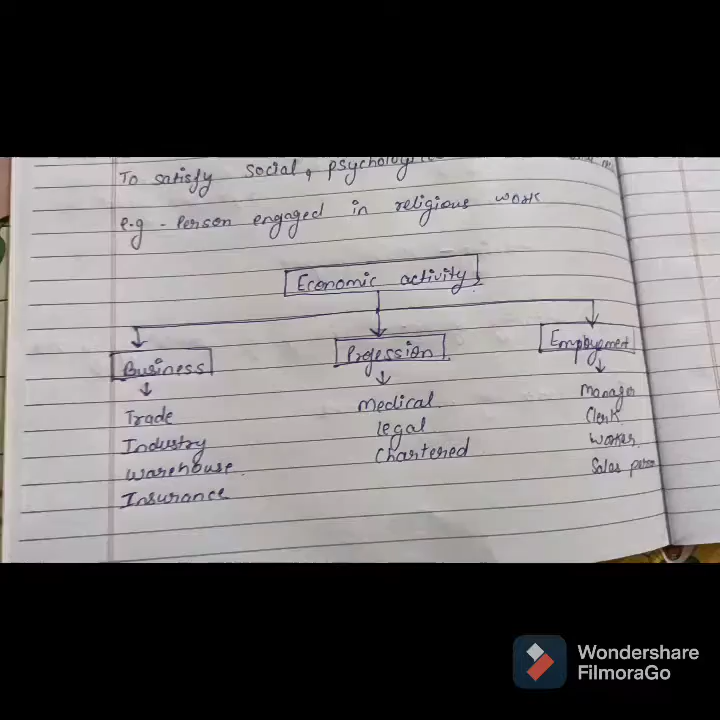 To satisfy social, psychologi
e.g - Person engaged in religious work
Economic activity
Business
Profession
Employment
Trade
Industry
Warehouse
Insurance
Medical
legal
Chartered
Manager
Clerk
Worker
Sales person
Wondershare
FilmoraGo